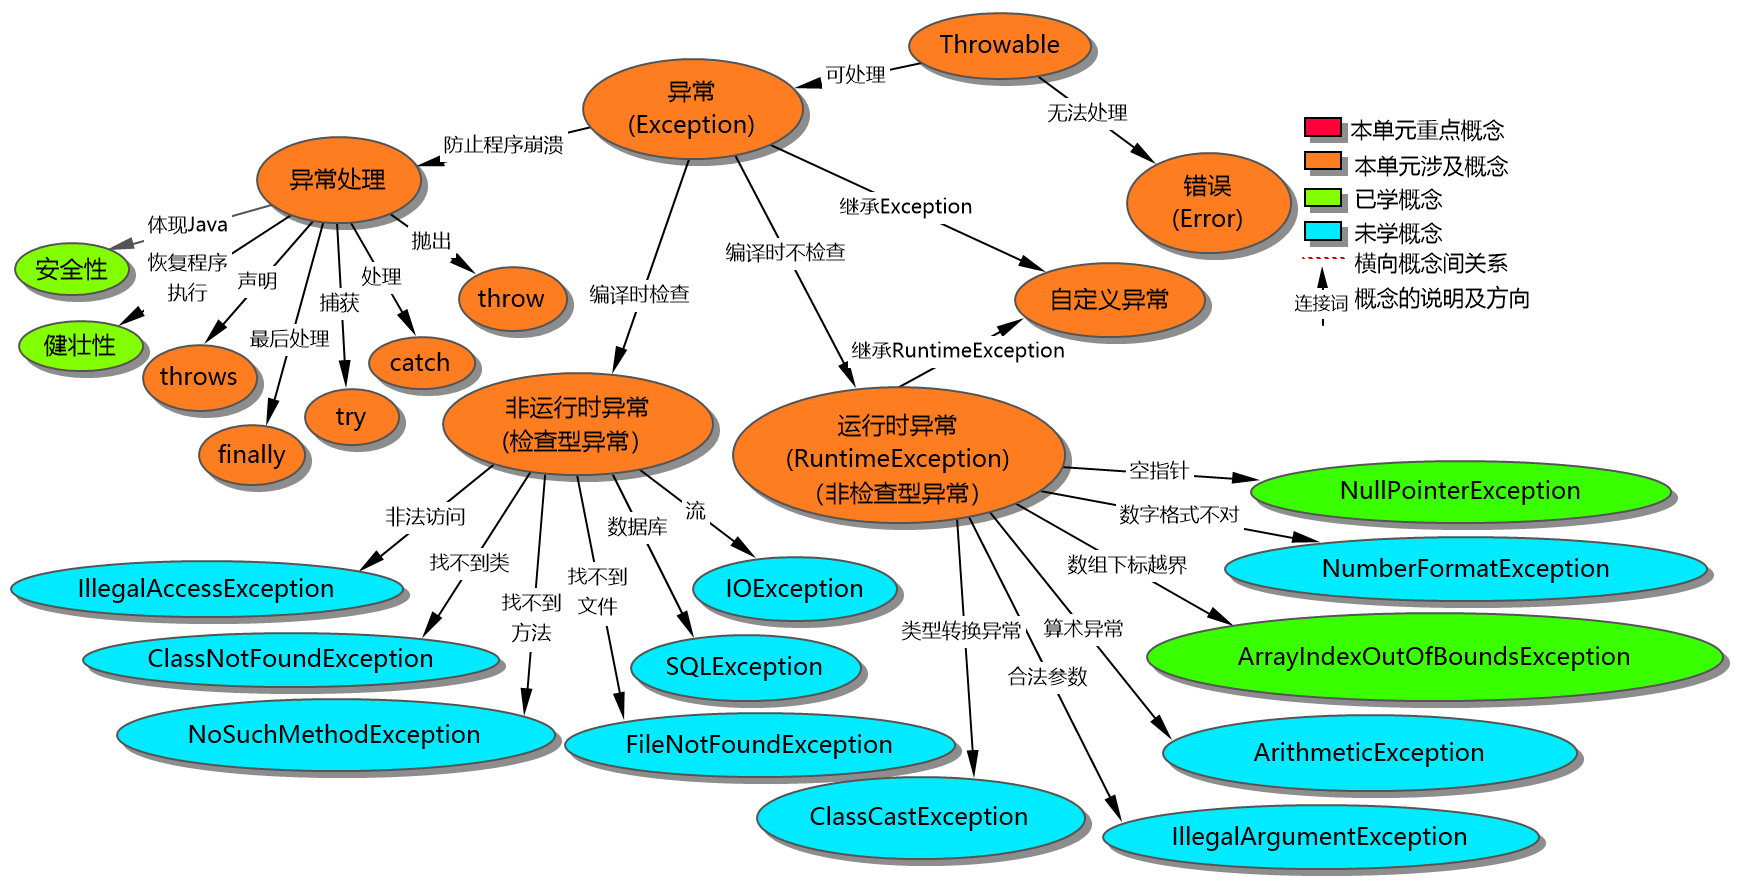 Throwable
可处理
无法处理
异常
(Exception)
错误
(Error)
本单元重点概念
本单元涉及概念
已学概念
未学概念
横向概念间关系
连接词
概念的说明及方向
防止程序崩溃
异常处理
继承Exception
编译时不检查
编译时检查
自定义异常
继承RuntimeException
体现Java
安全性
恢复程序
执行
健壮性
声明
throws
最后处理
finally
捕获
try
处理
catch
抛出
throw
非运行时异常
(检查型异常)
运行时异常
(RuntimeException)
(非检查型异常)
非法访问
IllegalAccessException
找不到类
ClassNotFoundException
找不到
方法
NoSuchMethodException
找不到
文件
FileNotFoundException
数据库
SQLException
流
IOException
空指针
NullPointerException
数字格式不对
NumberFormatException
数组下标越界
ArrayIndexOutOfBoundsException
算术异常
ArithmeticException
合法参数
IllegalArgumentException
类型转换异常
ClassCastException